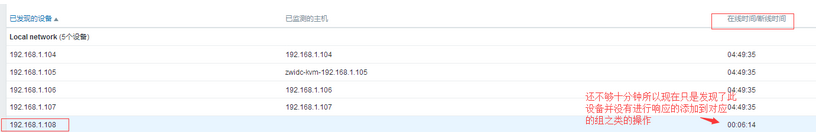 已发现的设备 ▲ 已监测的主机 在线时间/断线时间
Local network (5个设备)
192.168.1.104 192.168.1.104 04:49:35
192.168.1.105 zwidc-kvm-192.168.1.105 04:49:35
192.168.1.106 192.168.1.106 04:49:35
192.168.1.107 192.168.1.107 04:49:35
还不够十分钟所以现在只是发现了此
设备并没有进行响应的添加到对应
的组之类的操作
192.168.1.108 00:06:14